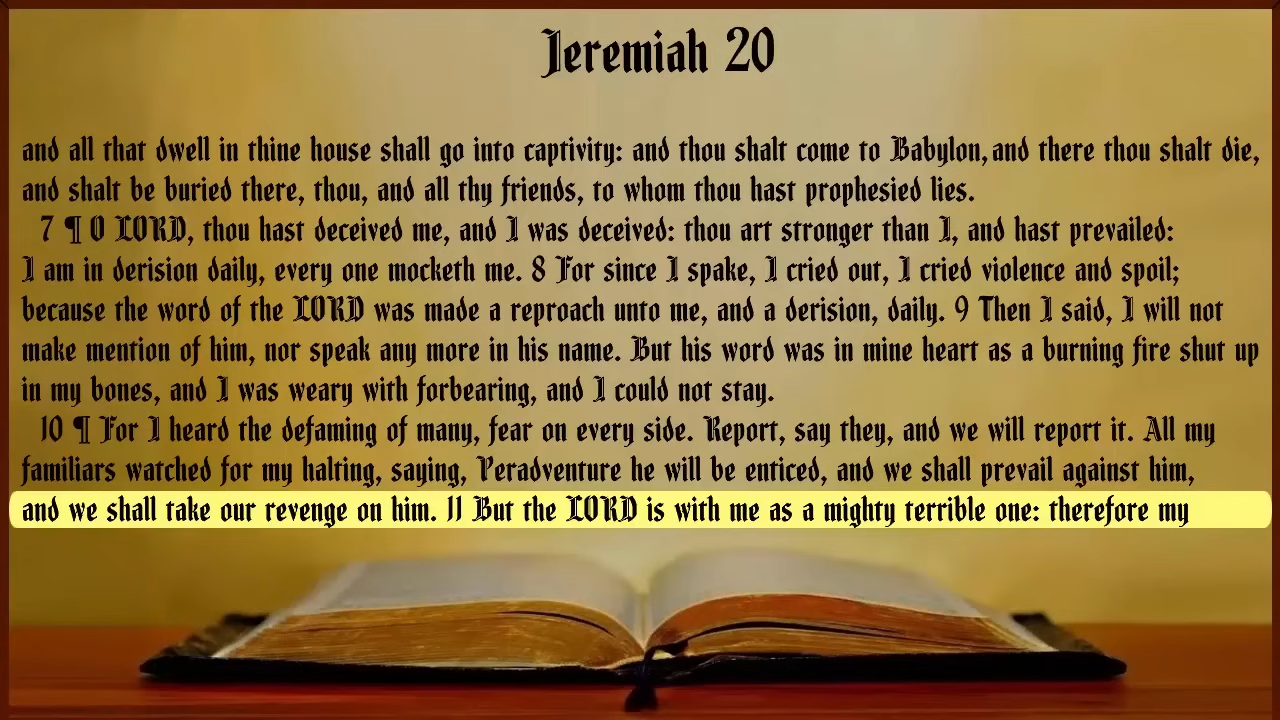 Jeremiah 20
and all that dwell in thine house shall go into captivity: and thou shalt come to Babylon, and there thou shalt die,
and shalt be buried there, thou, and all thy friends, to whom thou hast prophesied lies.
7 ¶ O LORD, thou hast deceived me, and I was deceived: thou art stronger than I, and hast prevailed:
I am in derision daily, every one mocketh me. 8 For since I spake, I cried out, I cried violence and spoil;
because the word of the LORD was made a reproach unto me, and a derision, daily. 9 Then I said, I will not
make mention of him, nor speak any more in his name. But his word was in mine heart as a burning fire shut up
in my bones, and I was weary with forbearing, and I could not stay.
10 ¶ For I heard the defaming of many, fear on every side. Report, say they, and we will report it. All my
familiars watched for my halting, saying, Peradventure he will be enticed, and we shall prevail against him,
and we shall take our revenge on him. 11 But the LORD is with me as a mighty terrible one: therefore my